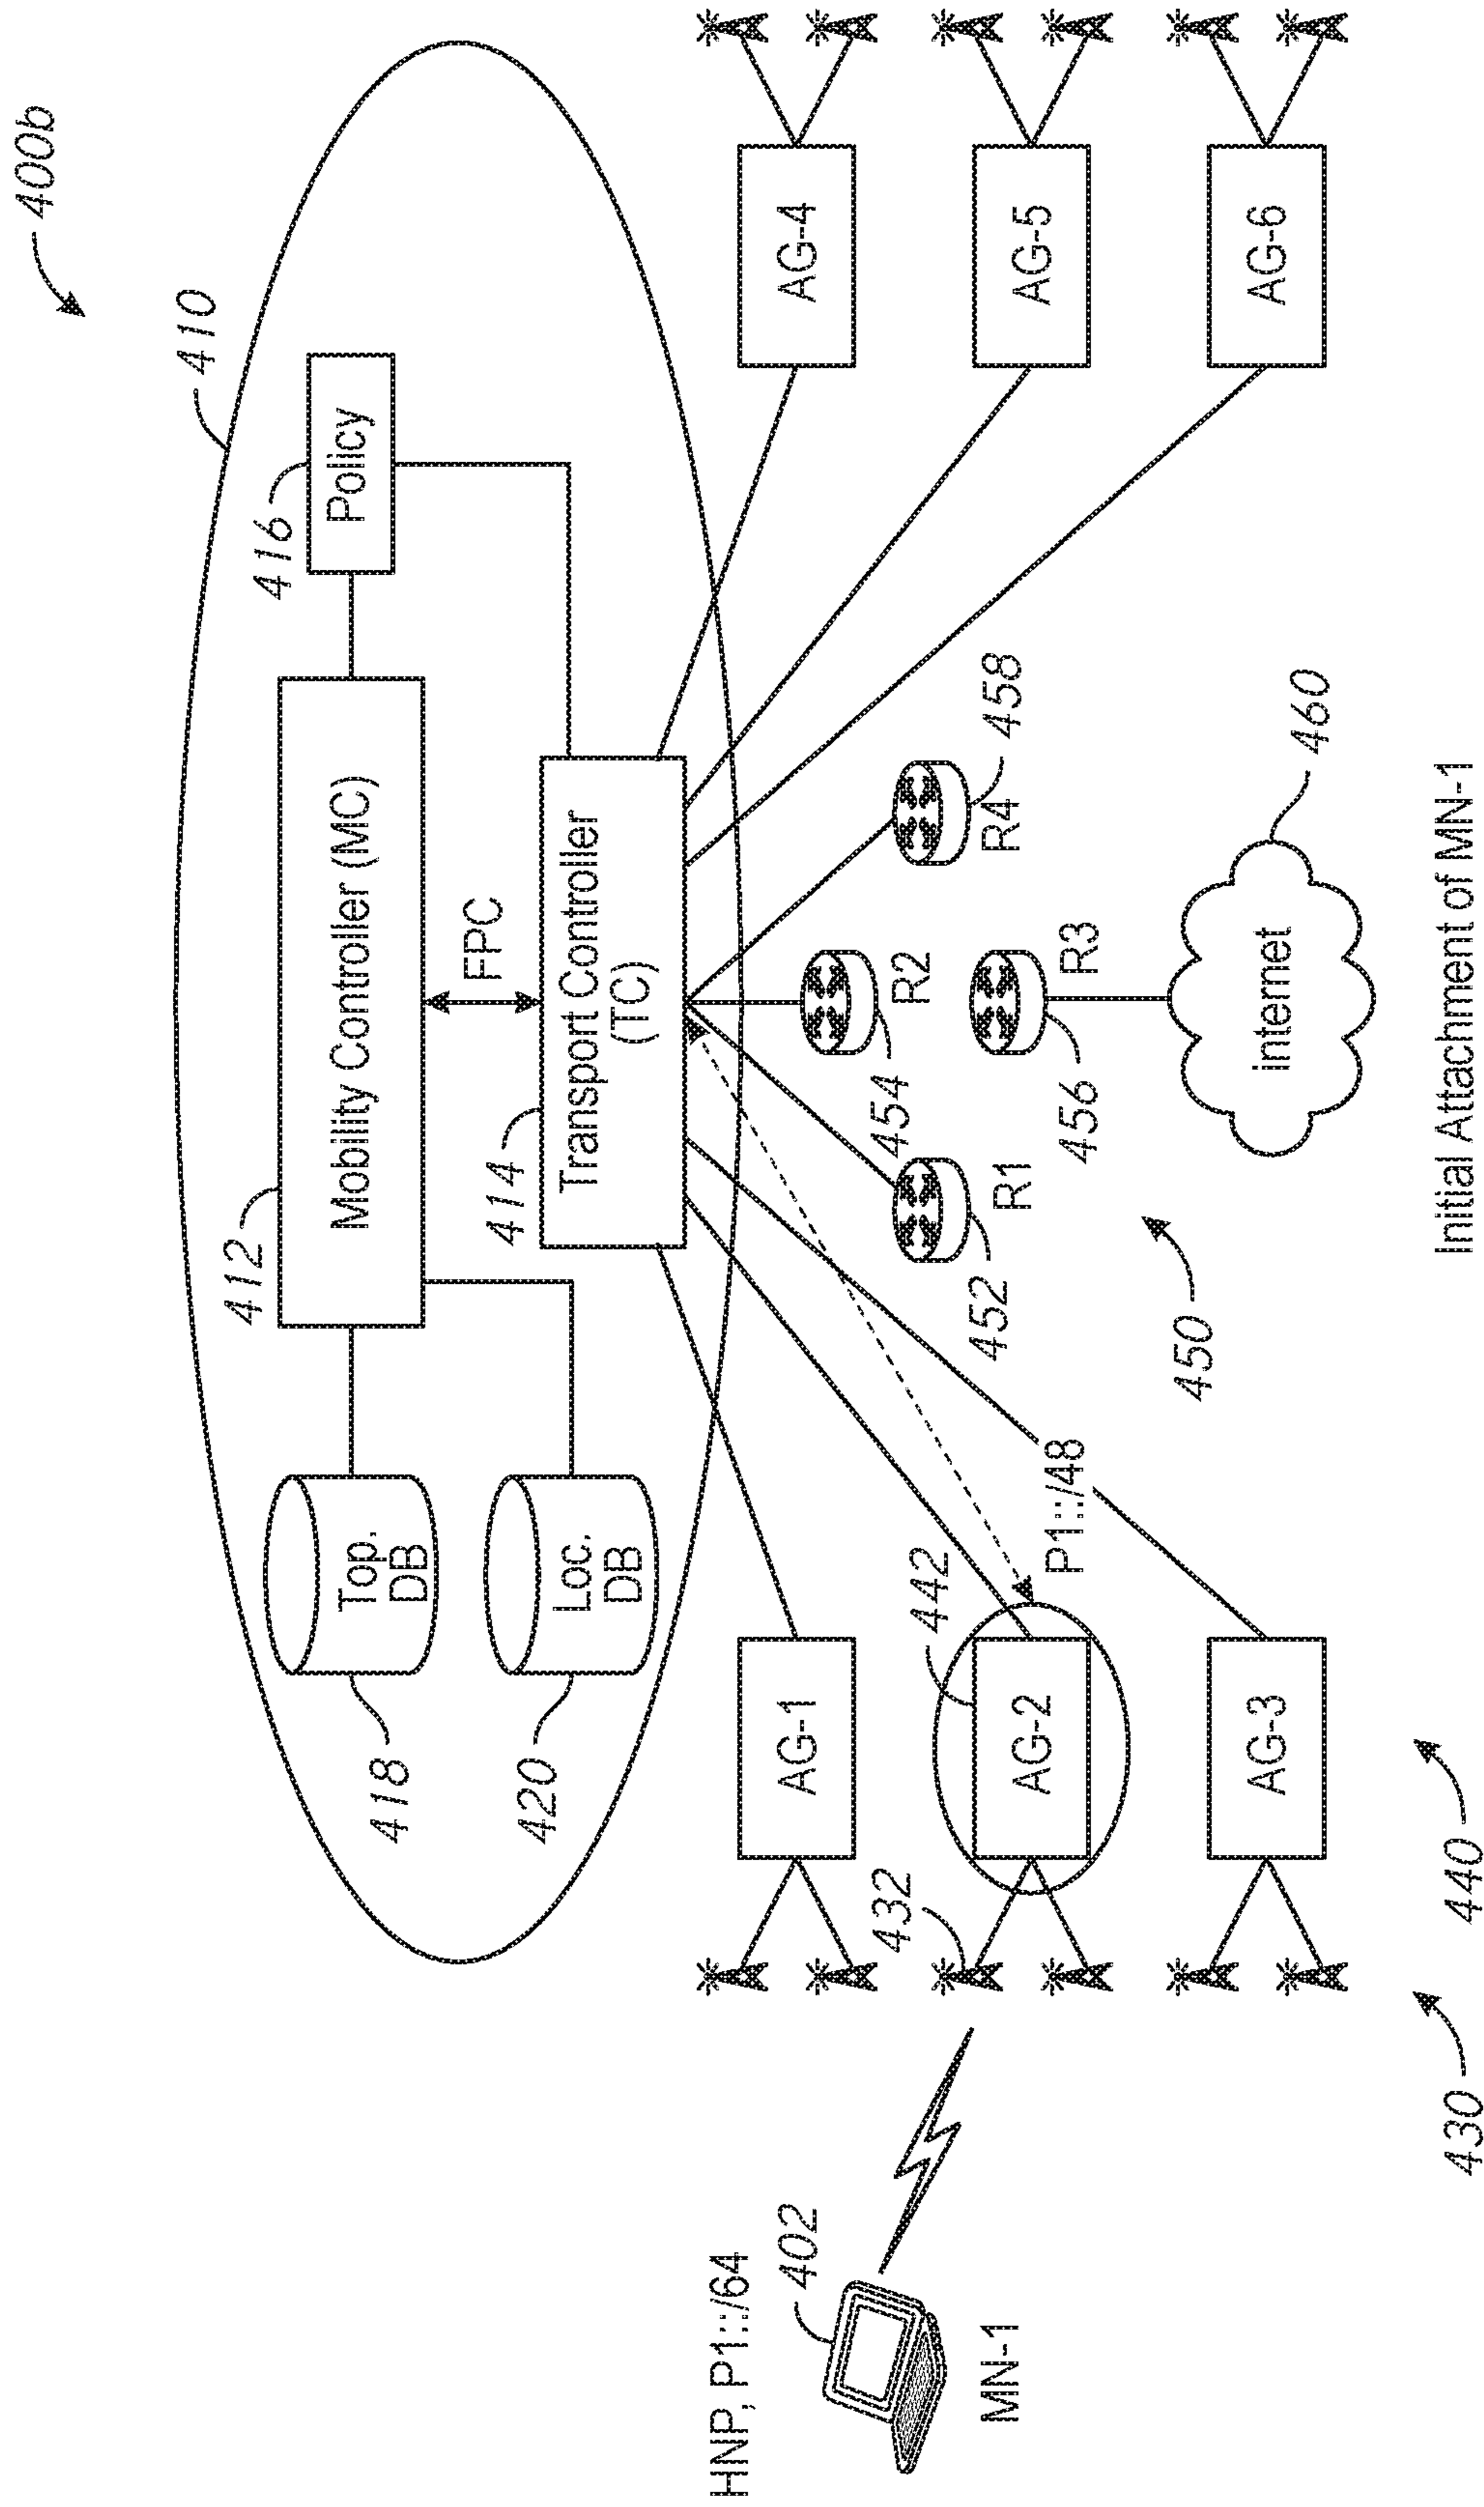 400b
410
412
Mobility Controller (MC)
416
Policy
Top.
DB
418
FPC
414
Transport Controller
(TC)
Loc.
DB
420
HNP, P1::/64
402
MN-1
AG-1
AG-4
432
442
AG-2
AG-5
P1::/48
454
R2
452
R1
R4
458
456
R3
AG-3
AG-6
450
Internet
460
430
440
Initial Attachment of MN-1